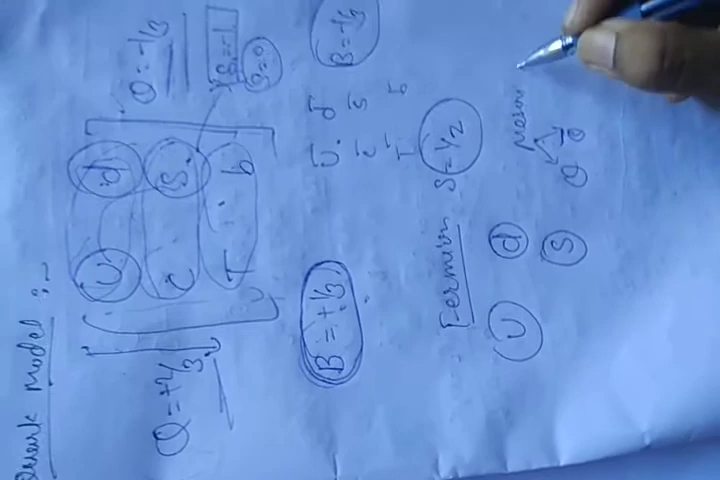 Quark model :-
Q=+2/3 [ u d ] Q=-1/3
c s. S=-1
T b S=0
B=+1/3 ū. d̄ B=-1/3
c̄ s̄
T̄ b̄
Fermion S=1/2
u d meson
s Q Q̄